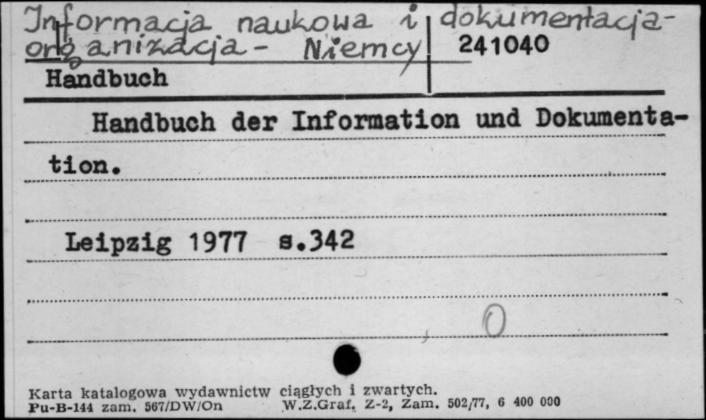 Informacja naukowa i dokumentacja-
organizacja - Niemcy 241040
Handbuch
Handbuch der Information und Dokumenta-
tion.
Leipzig 1977 s.342
O
Karta katalogowa wydawnictw ciągłych i zwartych.
Pu-B-144 zam. 567/DW/On W.Z.Graf. Z-2, Zam. 502/77, 6 400 000